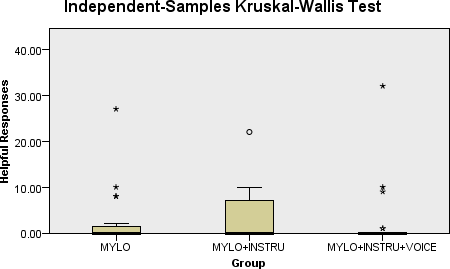 Independent-Samples Kruskal-Wallis Test
Helpful Responses
40.00
30.00
20.00
10.00
0.00
MYLO
MYLO+INSTRU
MYLO+INSTRU+VOICE
Group